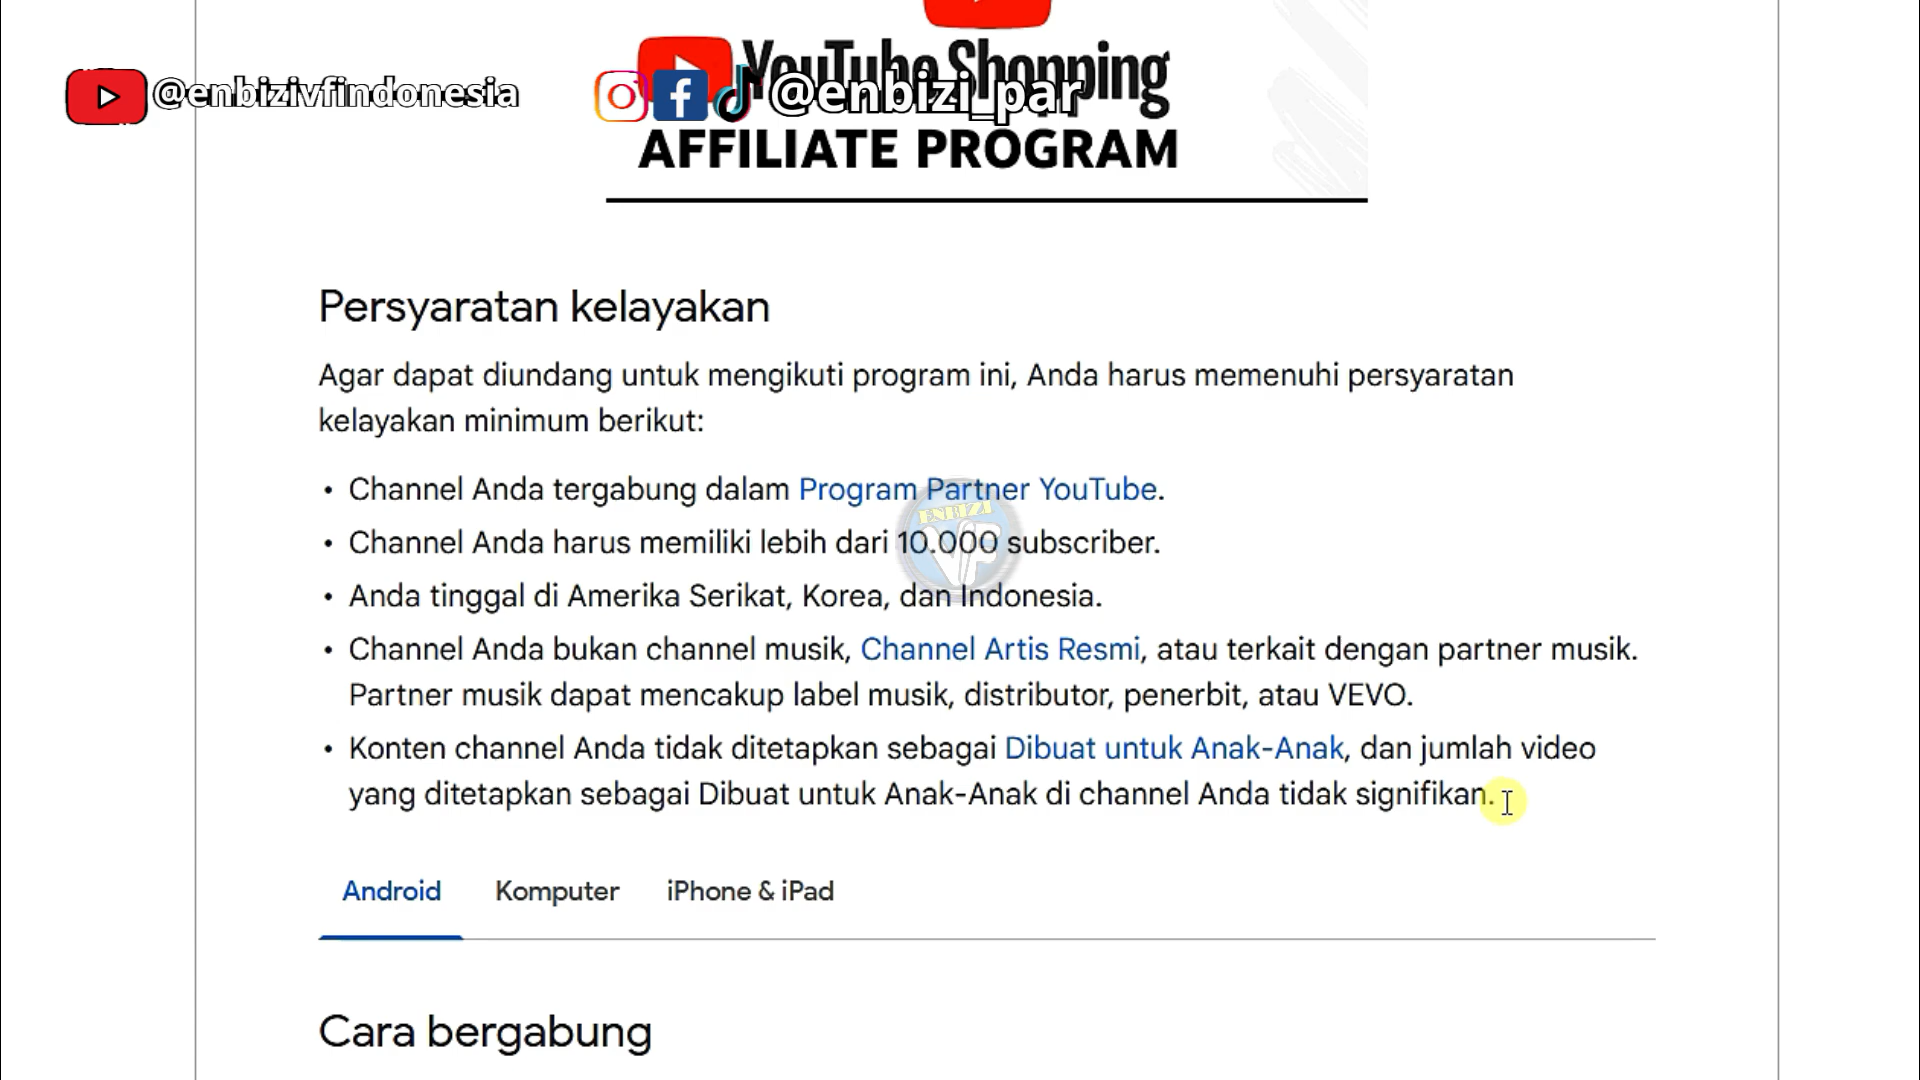 YouTube Shopping
@enbizivfindonesia
@enbizi_par
AFFILIATE PROGRAM
Persyaratan kelayakan
Agar dapat diundang untuk mengikuti program ini, Anda harus memenuhi persyaratan
kelayakan minimum berikut:
• Channel Anda tergabung dalam Program Partner YouTube.
ENBIZI
VF
• Channel Anda harus memiliki lebih dari 10.000 subscriber.
• Anda tinggal di Amerika Serikat, Korea, dan Indonesia.
• Channel Anda bukan channel musik, Channel Artis Resmi, atau terkait dengan partner musik.
Partner musik dapat mencakup label musik, distributor, penerbit, atau VEVO.
• Konten channel Anda tidak ditetapkan sebagai Dibuat untuk Anak-Anak, dan jumlah video
yang ditetapkan sebagai Dibuat untuk Anak-Anak di channel Anda tidak signifikan.
Android Komputer iPhone & iPad
Cara bergabung